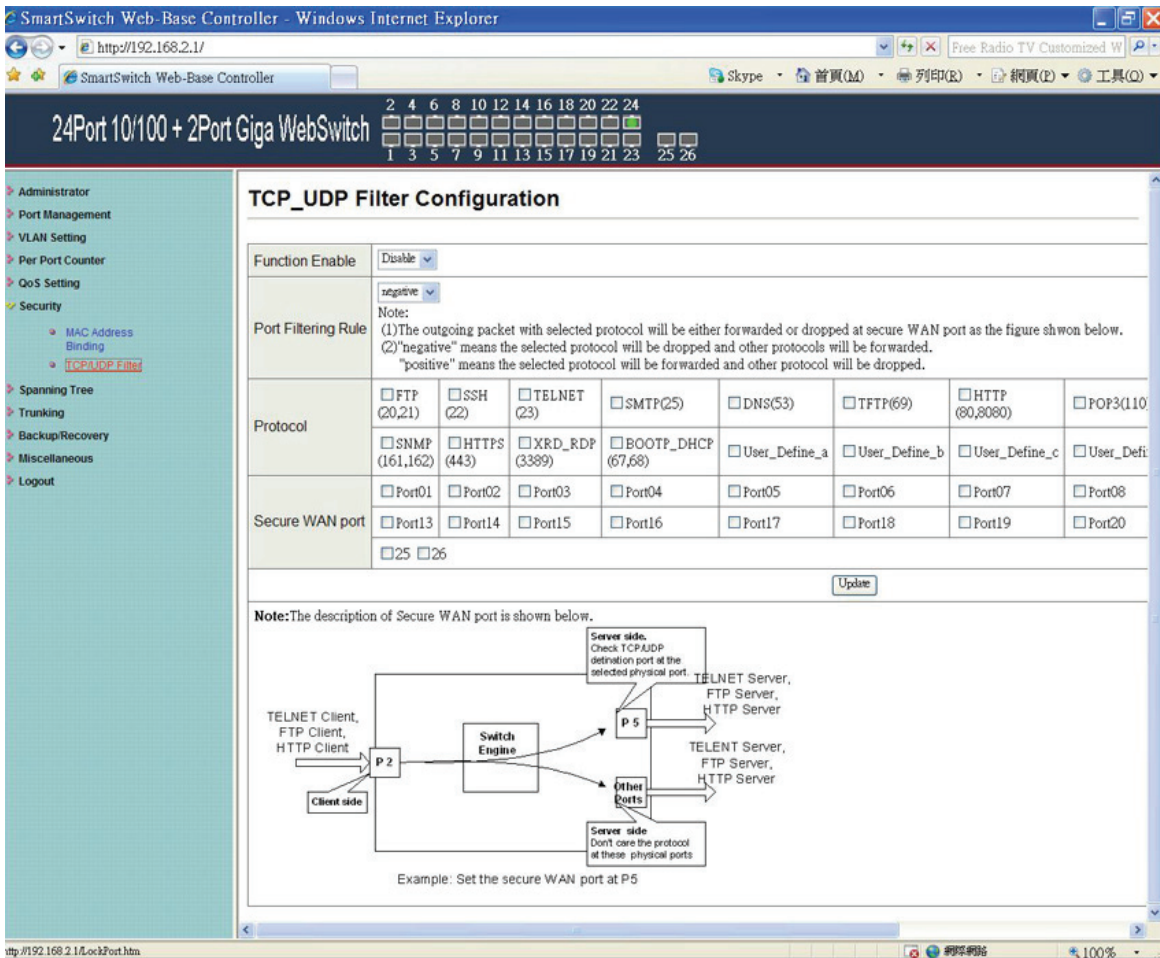 SmartSwitch Web-Base Controller - Windows Internet Explorer
http://192.168.2.1/
Free Radio TV Customized W
SmartSwitch Web-Base Controller
Skype
首頁(M)
列印(R)
網頁(P)
工具(O)
24Port 10/100 + 2Port Giga WebSwitch
2 4 6 8 10 12 14 16 18 20 22 24
1 3 5 7 9 11 13 15 17 19 21 23 25 26
Administrator
Port Management
VLAN Setting
Per Port Counter
QoS Setting
Security
MAC Address
Binding
TCP/UDP Filter
Spanning Tree
Trunking
Backup/Recovery
Miscellaneous
Logout
TCP_UDP Filter Configuration
Function Enable
Disable
Port Filtering Rule
negative
Note:
(1)The outgoing packet with selected protocol will be either forwarded or dropped at secure WAN port as the figure shwon below.
(2)"negative" means the selected protocol will be dropped and other protocols will be forwarded.
"positive" means the selected protocol will be forwarded and other protocol will be dropped.
Protocol
FTP (20,21)
SSH (22)
TELNET (23)
SMTP(25)
DNS(53)
TFTP(69)
HTTP (80,8080)
POP3(110)
SNMP (161,162)
HTTPS (443)
XRD_RDP (3389)
BOOTP_DHCP (67,68)
User_Define_a
User_Define_b
User_Define_c
User_Defi
Secure WAN port
Port01 Port02 Port03 Port04 Port05 Port06 Port07 Port08
Port13 Port14 Port15 Port16 Port17 Port18 Port19 Port20
25 26
Update
Note:The description of Secure WAN port is shown below.
Server side.
Check TCP/UDP
detination port at the
selected physical port.
TELNET Server,
FTP Server,
HTTP Server
TELNET Client,
FTP Client,
HTTP Client
P 2
Client side
Switch
Engine
P 5
TELENT Server,
FTP Server,
HTTP Server
Other
Ports
Server side
Don't care the protocol
at these physical ports
Example: Set the secure WAN port at P5
http://192.168.2.1/LockPort.htm
網際網路
100%